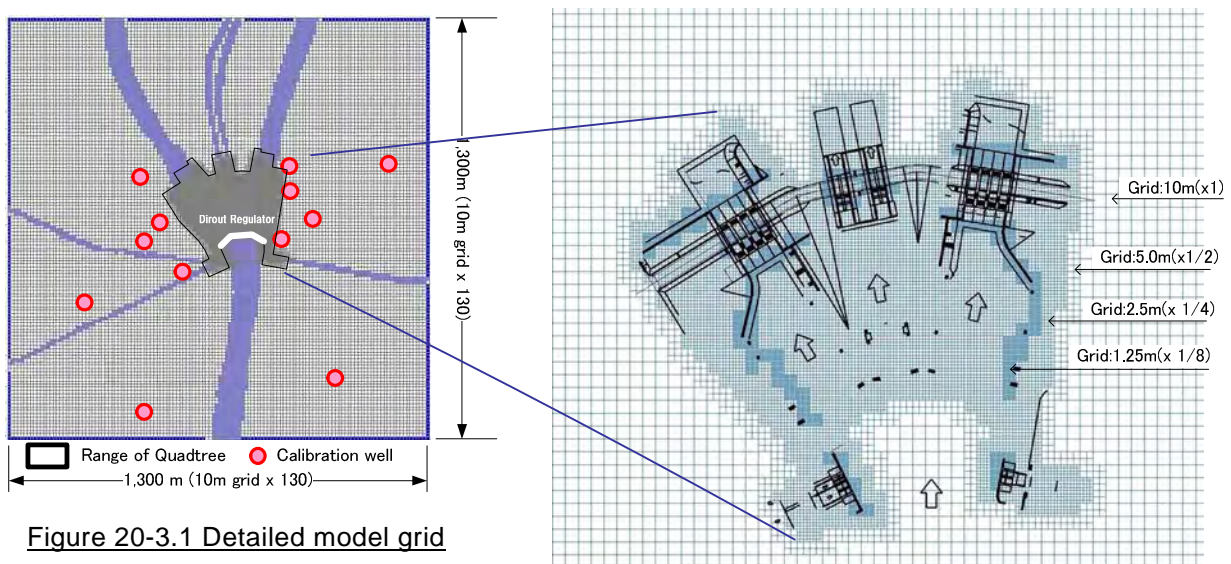 Dirout Regulator
1,300m (10m grid x 130)
Range of Quadtree
Calibration well
1,300 m (10m grid x 130)
Figure 20-3.1 Detailed model grid
Grid:10m(x1)
Grid:5.0m(x1/2)
Grid:2.5m(x 1/4)
Grid:1.25m(x 1/8)